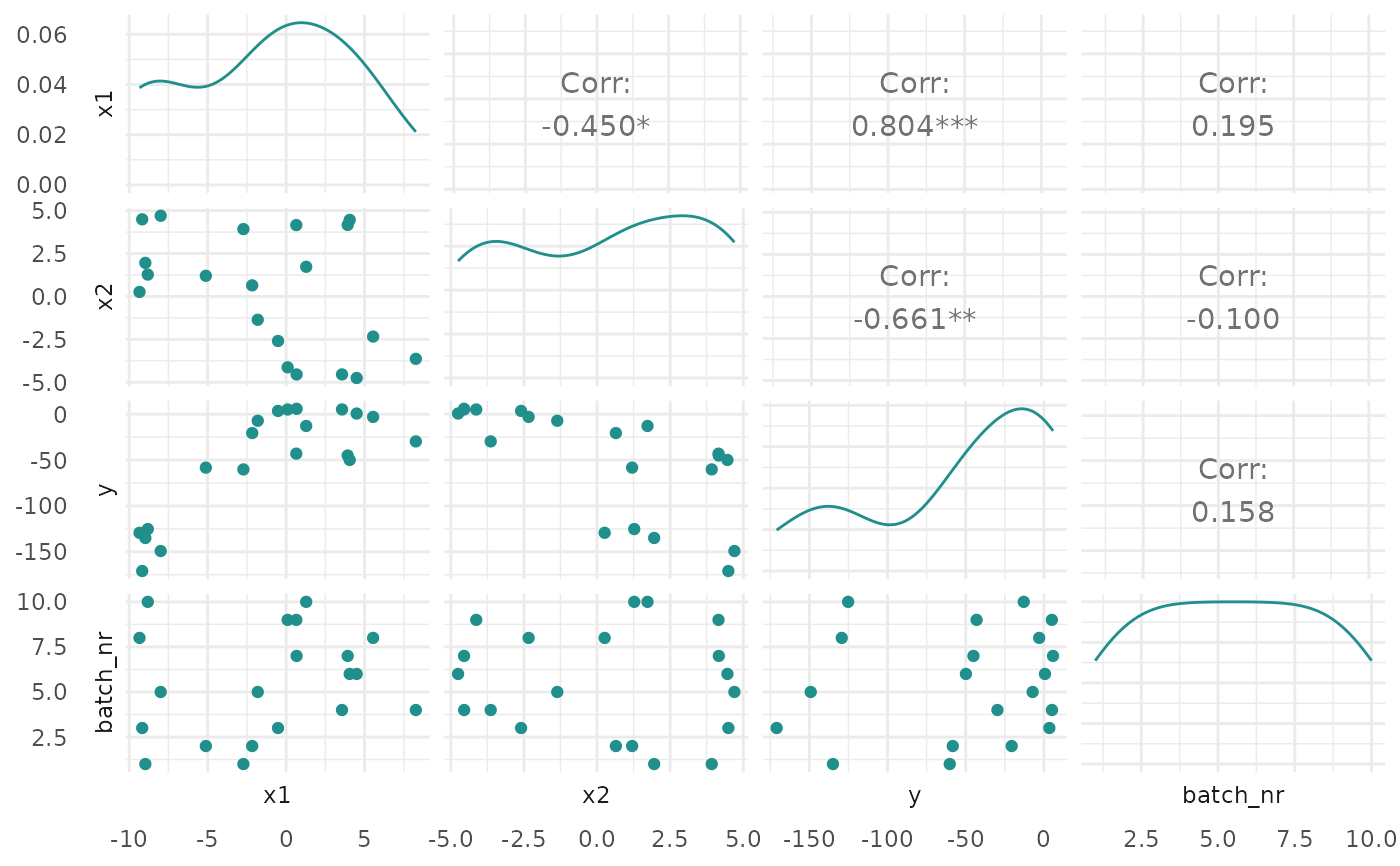 0.06
0.04
0.02
0.00
x1
Corr:
-0.450*
Corr:
0.804***
Corr:
0.195
5.0
2.5
0.0
-2.5
-5.0
x2
Corr:
-0.661**
Corr:
-0.100
0
-50
-100
-150
y
Corr:
0.158
10.0
7.5
5.0
2.5
batch_nr
x1
x2
y
batch_nr
-10 -5 0 5
-5.0 -2.5 0.0 2.5 5.0
-150 -100 -50 0
2.5 5.0 7.5 10.0